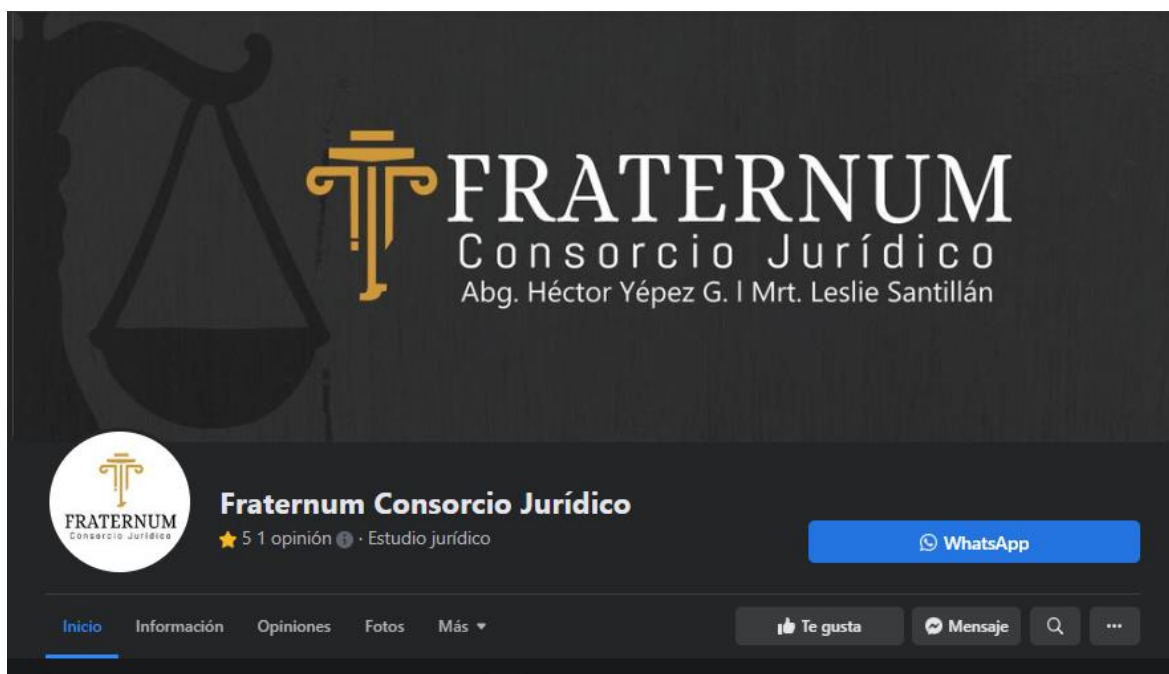 FRATERNUM
Consorcio Jurídico
Abg. Héctor Yépez G. l Mrt. Leslie Santillán
FRATERNUM
Consorcio Jurídico
Fraternum Consorcio Jurídico
5 1 opinión · Estudio jurídico
WhatsApp
Inicio Información Opiniones Fotos Más
Te gusta Mensaje